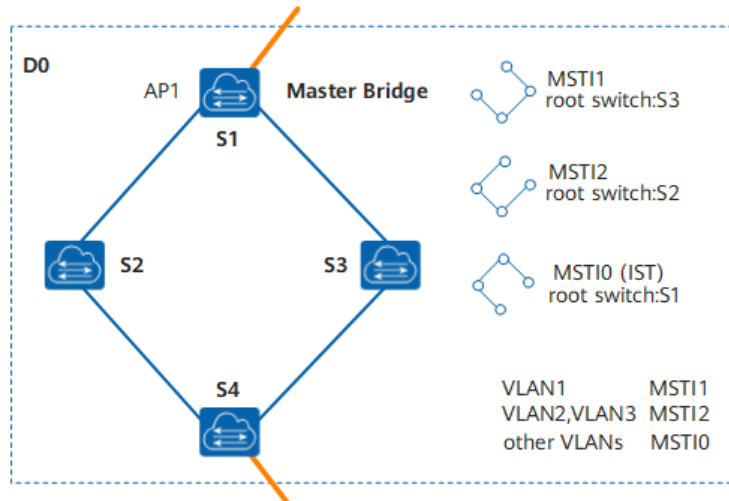 D0
AP1
Master Bridge
S1
S2
S3
S4
MSTI1
root switch:S3
MSTI2
root switch:S2
MSTI0 (IST)
root switch:S1
VLAN1 MSTI1
VLAN2,VLAN3 MSTI2
other VLANs MSTI0